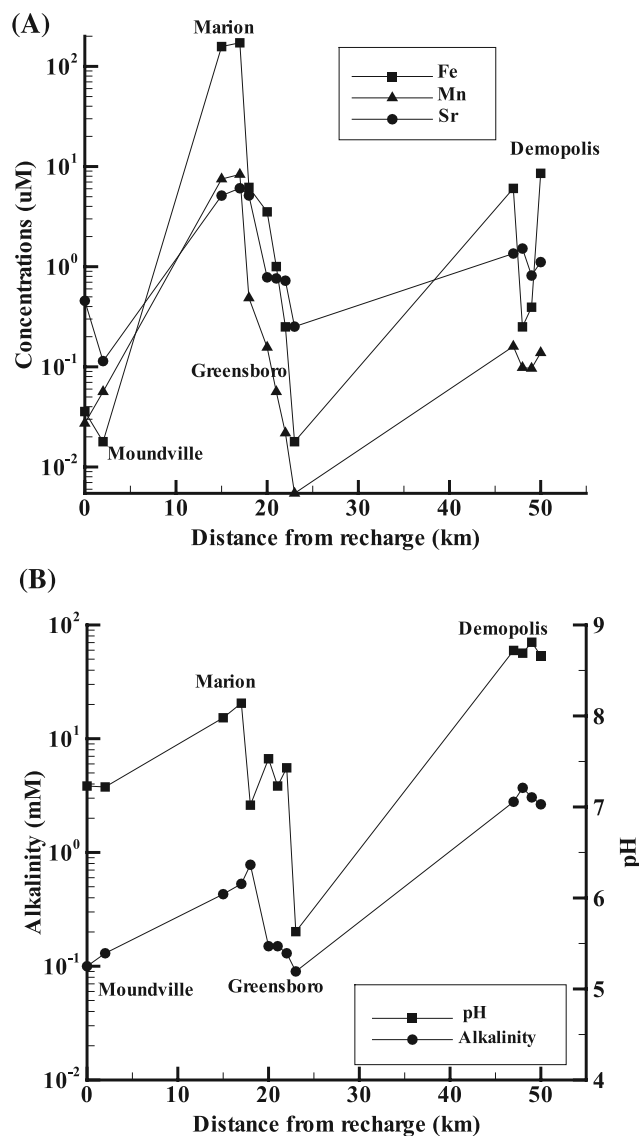 (A)
Marion
Fe
Mn
Sr
Demopolis
Greensboro
Moundville
Concentrations (uM)
10²
10¹
10⁰
10⁻¹
10⁻²
0 10 20 30 40 50
Distance from recharge (km)
(B)
Demopolis
Marion
Moundville
Greensboro
pH
Alkalinity
Alkalinity (mM)
10²
10¹
10⁰
10⁻¹
10⁻²
pH
9
8
7
6
5
4
0 10 20 30 40 50
Distance from recharge (km)